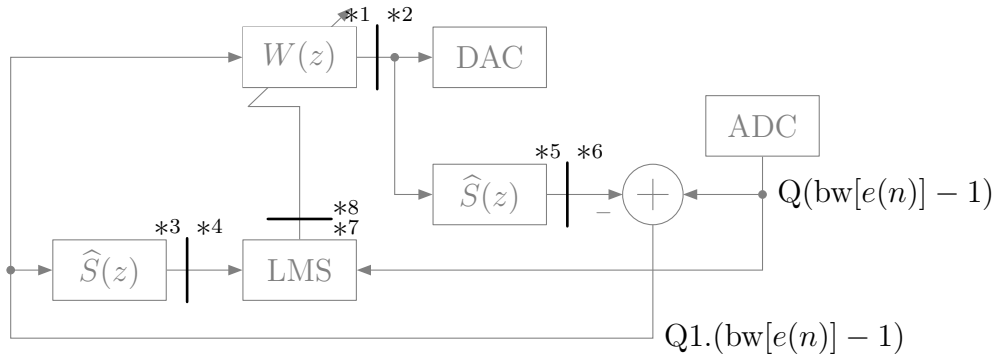 *1 *2
W(z)
DAC
ADC
*5 *6
Ŝ(z)
+
−
Q(bw[e(n)] − 1)
*8
*3 *4
*7
Ŝ(z)
LMS
Q1.(bw[e(n)] − 1)